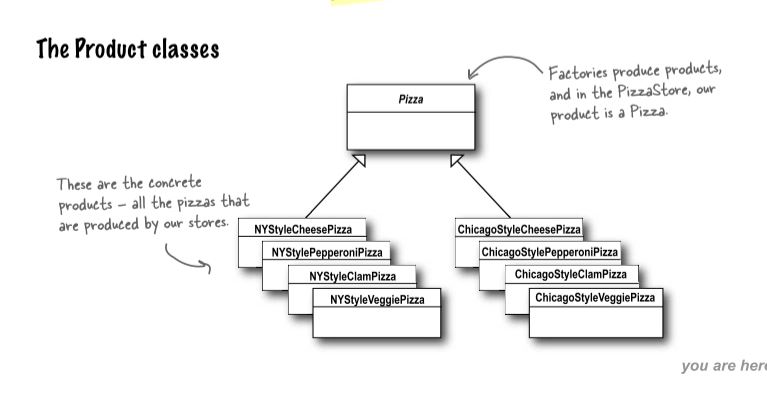 The Product classes
Factories produce products,
and in the PizzaStore, our
product is a Pizza.
Pizza
These are the concrete
products – all the pizzas that
are produced by our stores.
NYStyleCheesePizza
NYStylePepperoniPizza
NYStyleClamPizza
NYStyleVeggiePizza
ChicagoStyleCheesePizza
ChicagoStylePepperoniPizza
ChicagoStyleClamPizza
ChicagoStyleVeggiePizza
you are here